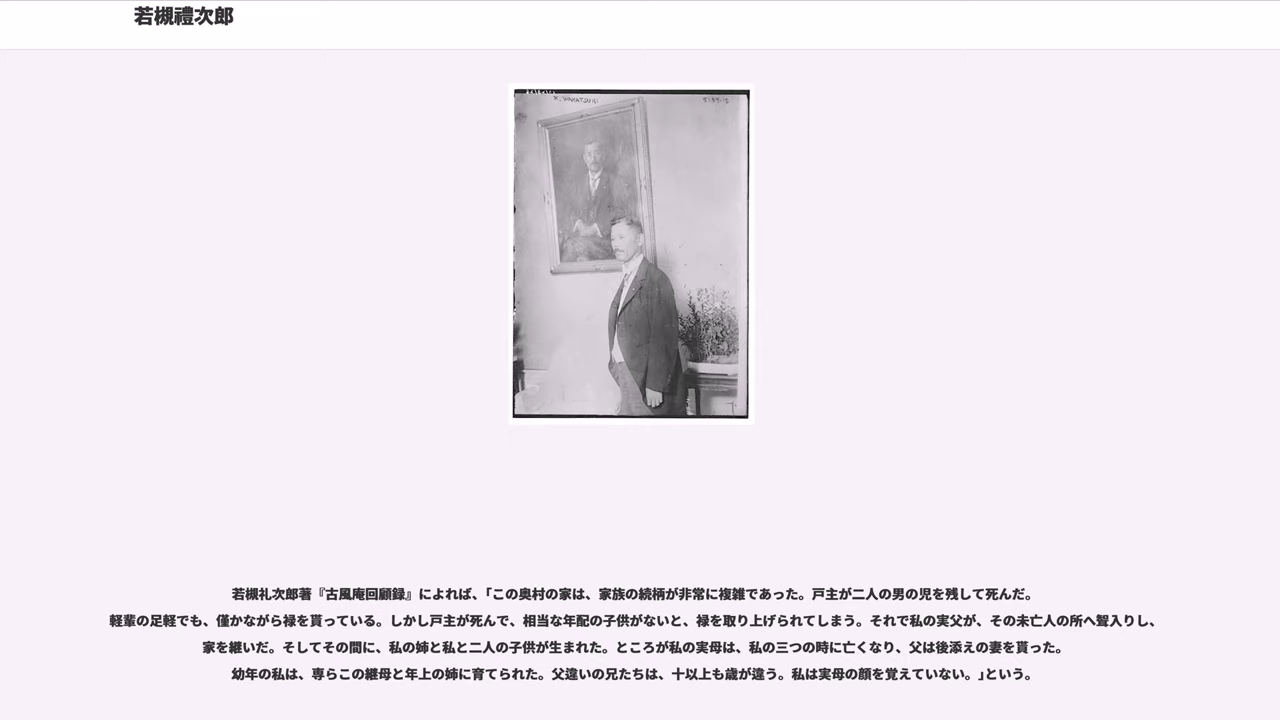 若槻禮次郎
R. WAKATSUKI
5189-12
若槻礼次郎著『古風庵回顧録』によれば、「この奥村の家は、家族の続柄が非常に複雑であった。戸主が二人の男の児を残して死んだ。
軽輩の足軽でも、僅かながら禄を貰っている。しかし戸主が死んで、相当な年配の子供がないと、禄を取り上げられてしまう。それで私の実父が、その未亡人の所へ聟入りし、
家を継いだ。そしてその間に、私の姉と私と二人の子供が生まれた。ところが私の実母は、私の三つの時に亡くなり、父は後添えの妻を貰った。
幼年の私は、専らこの継母と年上の姉に育てられた。父違いの兄たちは、十以上も歳が違う。私は実母の顔を覚えていない。」という。